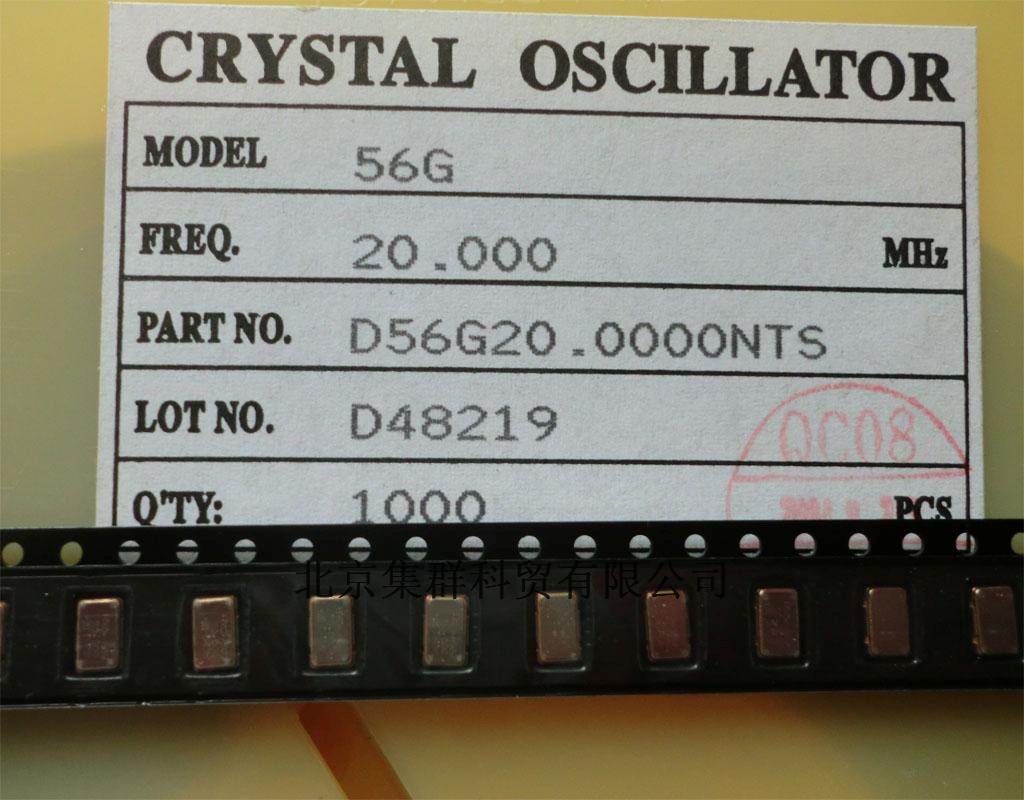 CRYSTAL OSCILLATOR
MODEL 56G
FREQ. 20.000 MHz
PART NO. D56G20.0000NTS
LOT NO. D48219
QC08
Q'TY: 1000 PCS
北京集群科贸有限公司